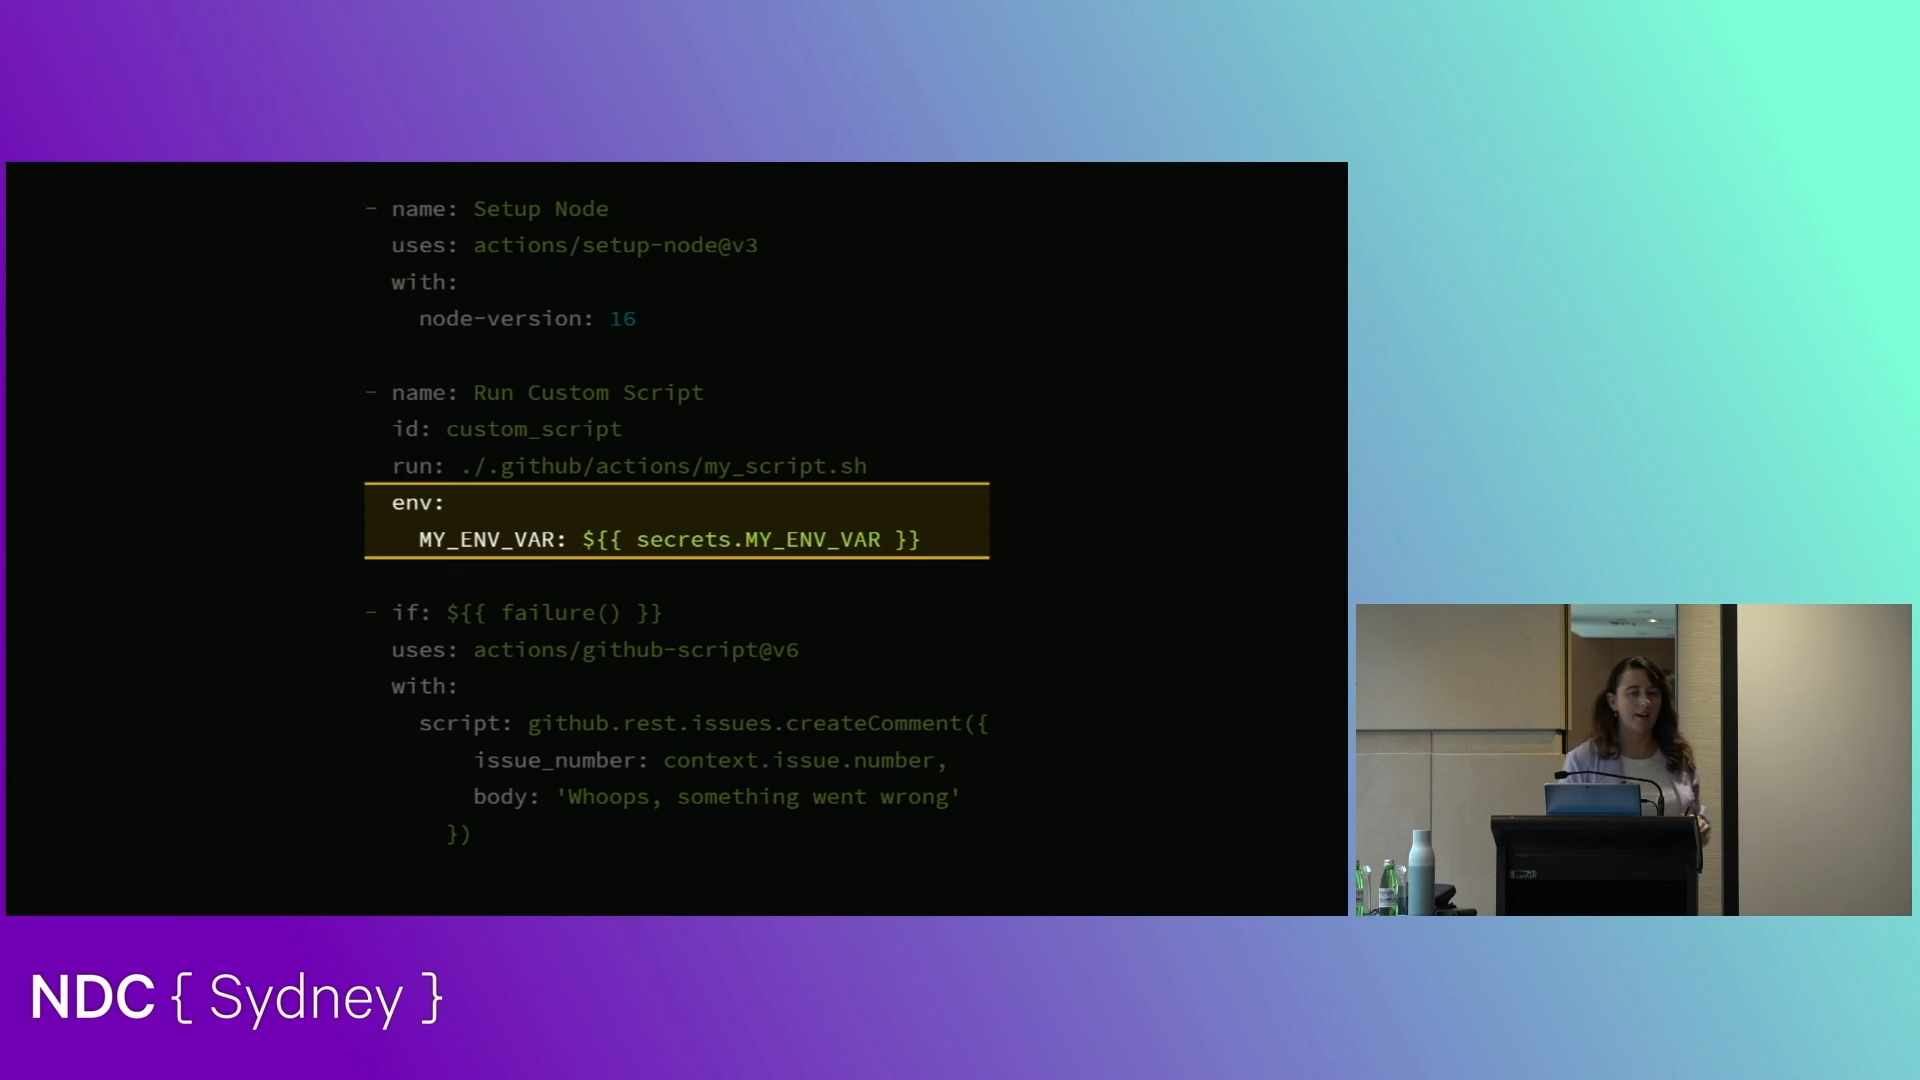 - name: Setup Node
uses: actions/setup-node@v3
with:
node-version: 16
- name: Run Custom Script
id: custom_script
run: ./.github/actions/my_script.sh
env:
MY_ENV_VAR: ${{ secrets.MY_ENV_VAR }}
- if: ${{ failure() }}
uses: actions/github-script@v6
with:
script: github.rest.issues.createComment({
issue_number: context.issue.number,
body: 'Whoops, something went wrong'
})
NDC { Sydney }